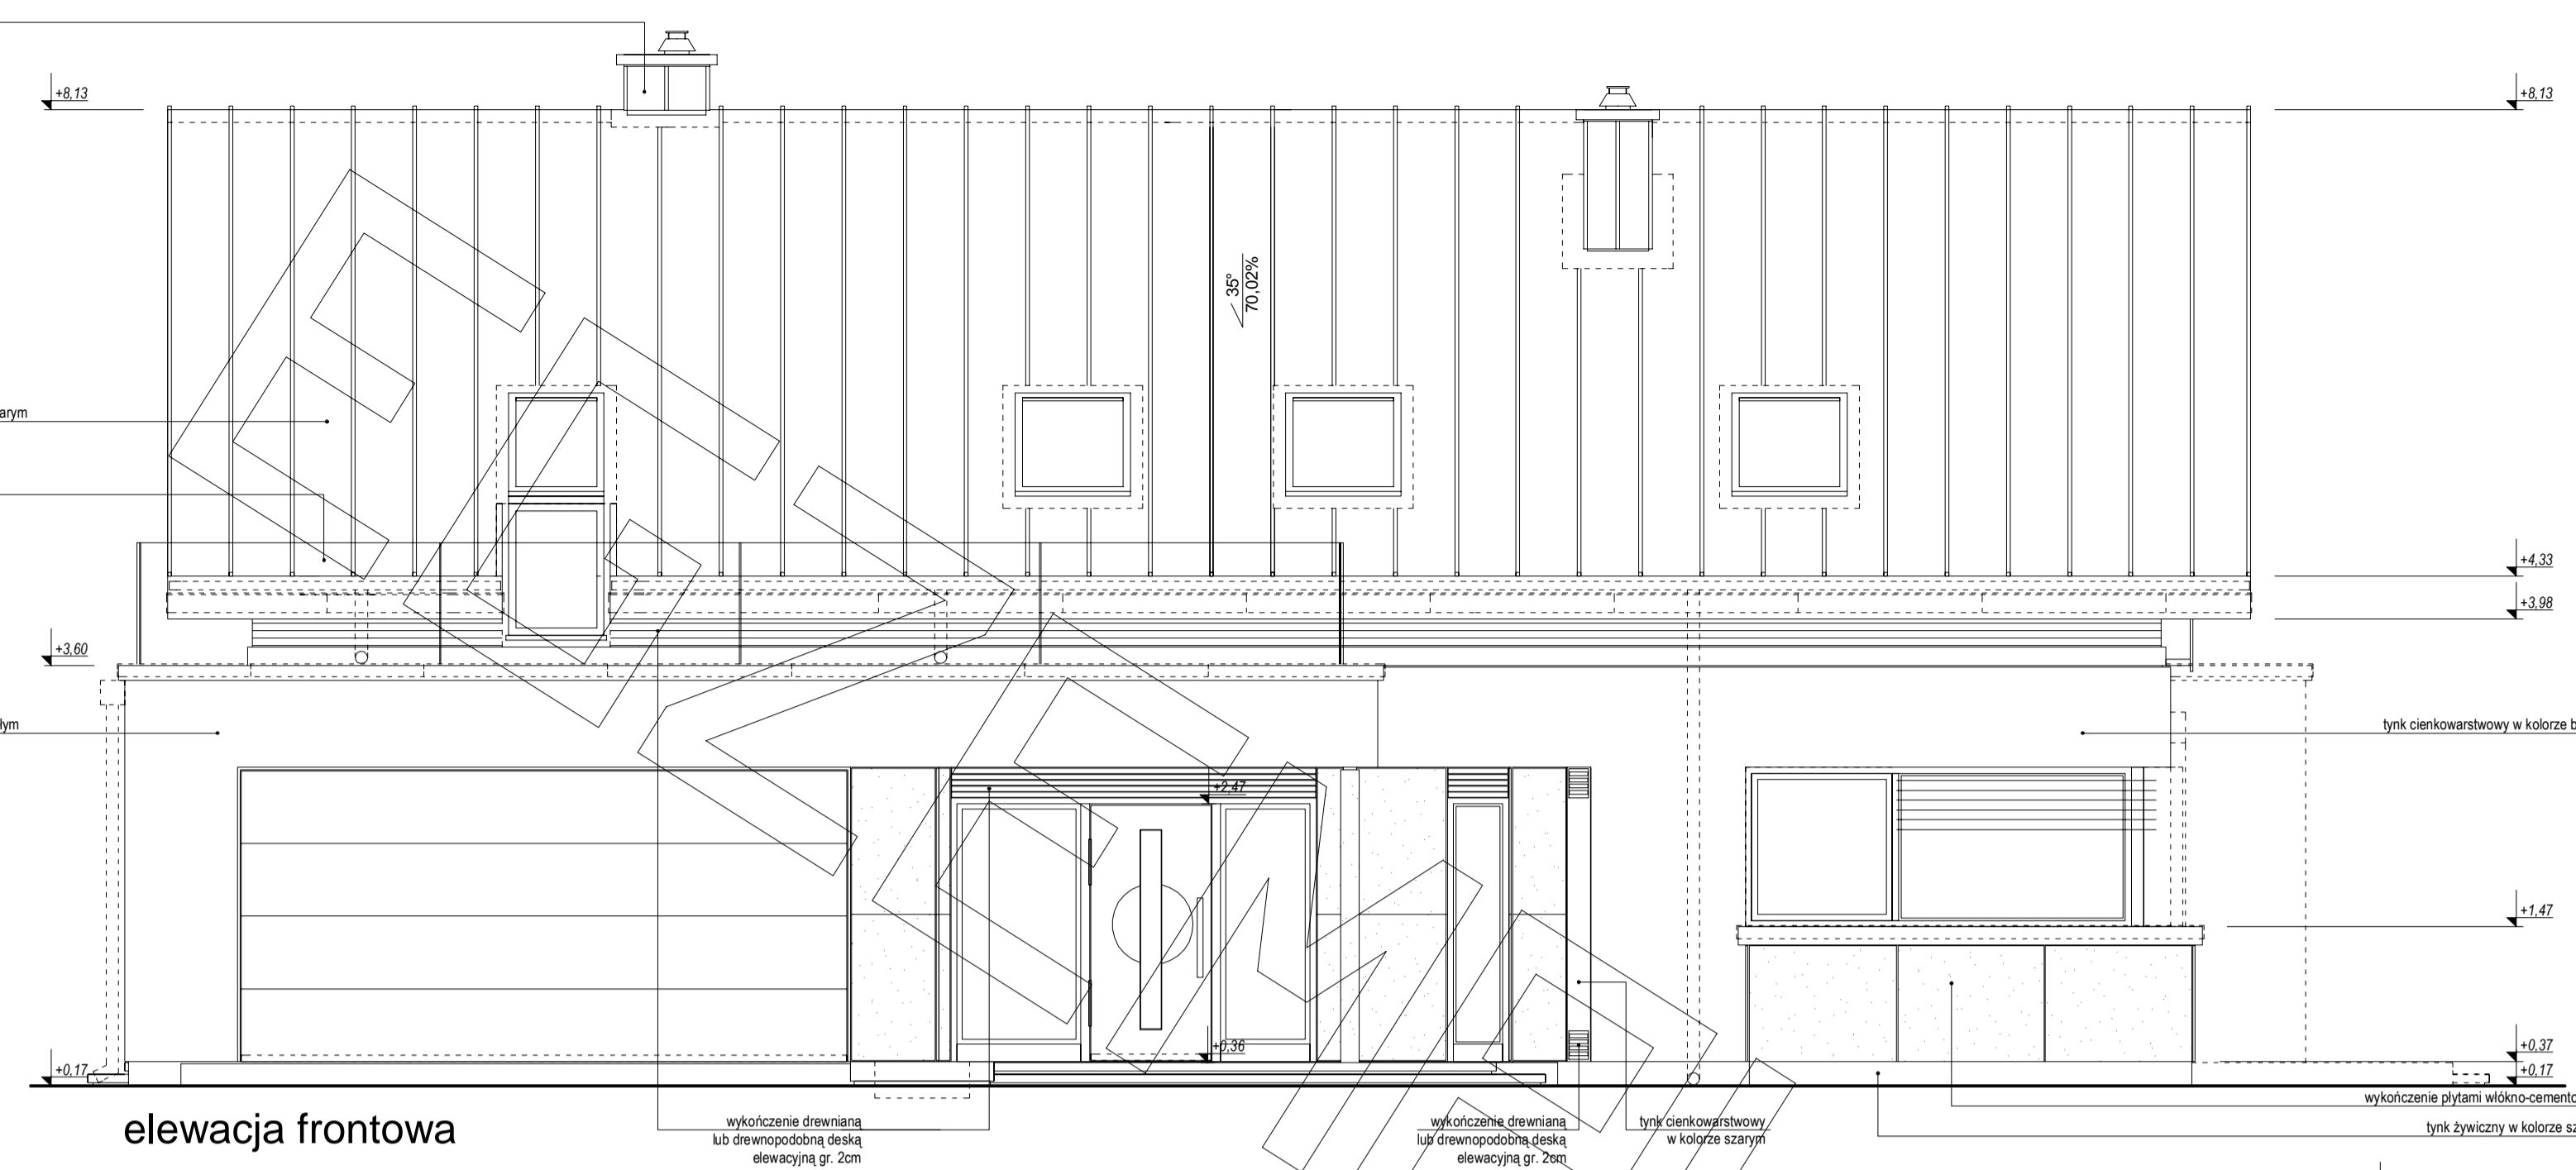 +8,13
+8,13
35°
70,02%
arym
+4,33
+3,98
+3,60
łym
tynk cienkowarstwowy w kolorze b
+2,47
+1,47
+0,36
+0,37
+0,17
+0,17
wykończenie płytami włókno-cemento
tynk żywiczny w kolorze sz
elewacja frontowa
wykończenie drewnianą
lub drewnopodobną deską
elewacyjną gr. 2cm
wykończenie drewnianą
lub drewnopodobną deską
elewacyjną gr. 2cm
tynk cienkowarstwowy
w kolorze szarym